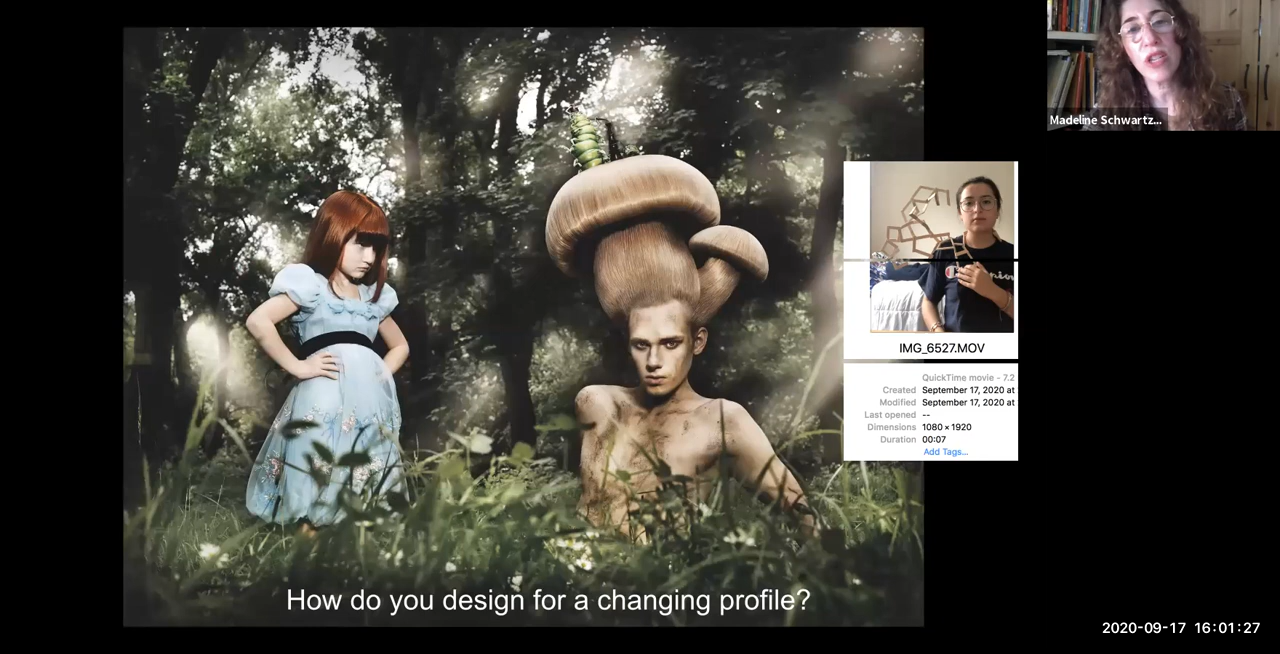 Madeline Schwartz...
IMG_6527.MOV
QuickTime movie - 7.2
Created September 17, 2020 at
Modified September 17, 2020 at
Last opened --
Dimensions 1080 × 1920
Duration 00:07
Add Tags...
How do you design for a changing profile?
2020-09-17 16:01:27